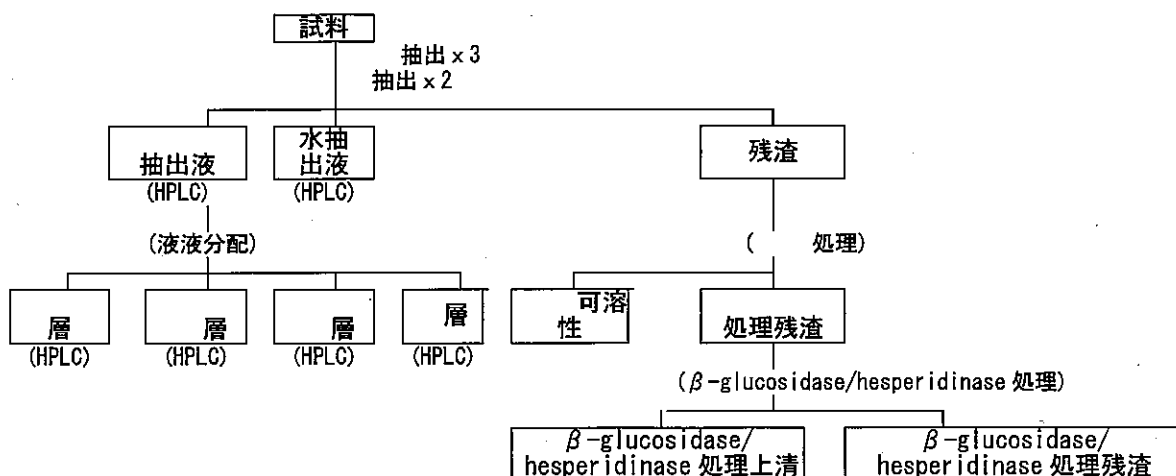 試料
抽出×3
抽出×2
抽出液
(HPLC)
水抽
出液
(HPLC)
残渣
(液液分配)
( 処理)
層
(HPLC)
層
(HPLC)
層
(HPLC)
層
(HPLC)
可溶
性
処理残渣
(β-glucosidase/hesperidinase 処理)
β-glucosidase/
hesperidinase 処理上清
β-glucosidase/
hesperidinase 処理残渣